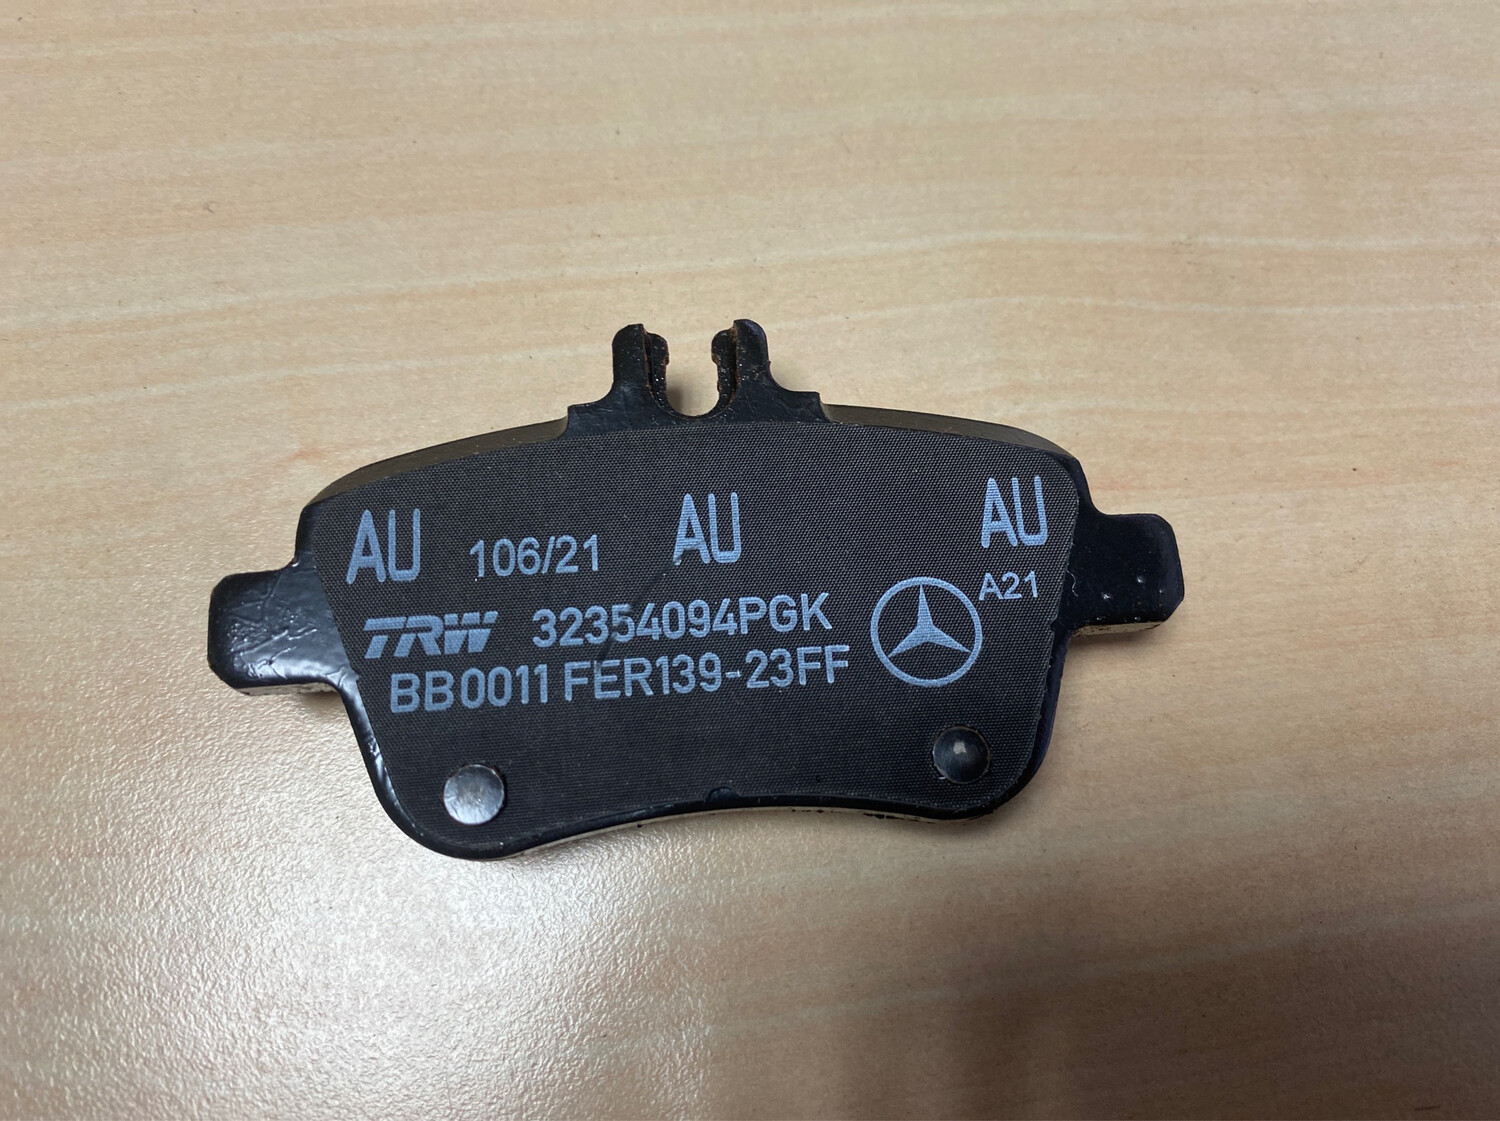 AU 106/21 AU AU
A21
TRW 32354094PGK
BB0011 FER139-23FF